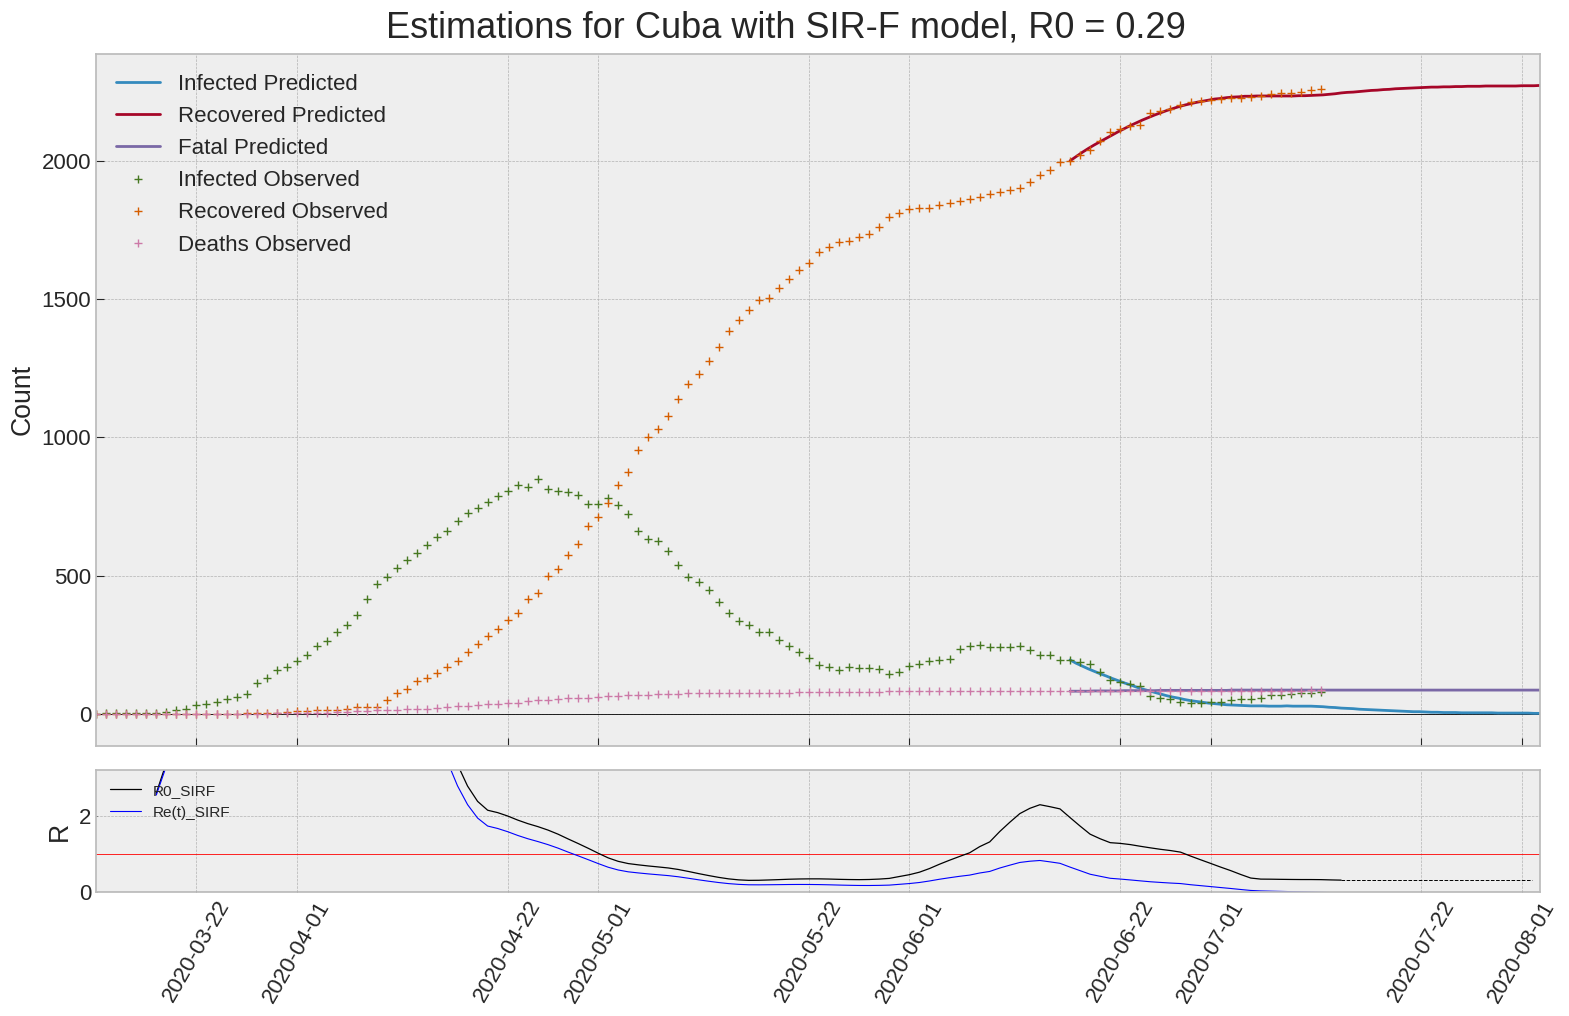 Estimations for Cuba with SIR-F model, R0 = 0.29
Infected Predicted
Recovered Predicted
Fatal Predicted
Infected Observed
Recovered Observed
Deaths Observed
Count
2000
1500
1000
500
0
R0_SIRF
Re(t)_SIRF
R
2
0
2020-03-22
2020-04-01
2020-04-22
2020-05-01
2020-05-22
2020-06-01
2020-06-22
2020-07-01
2020-07-22
2020-08-01